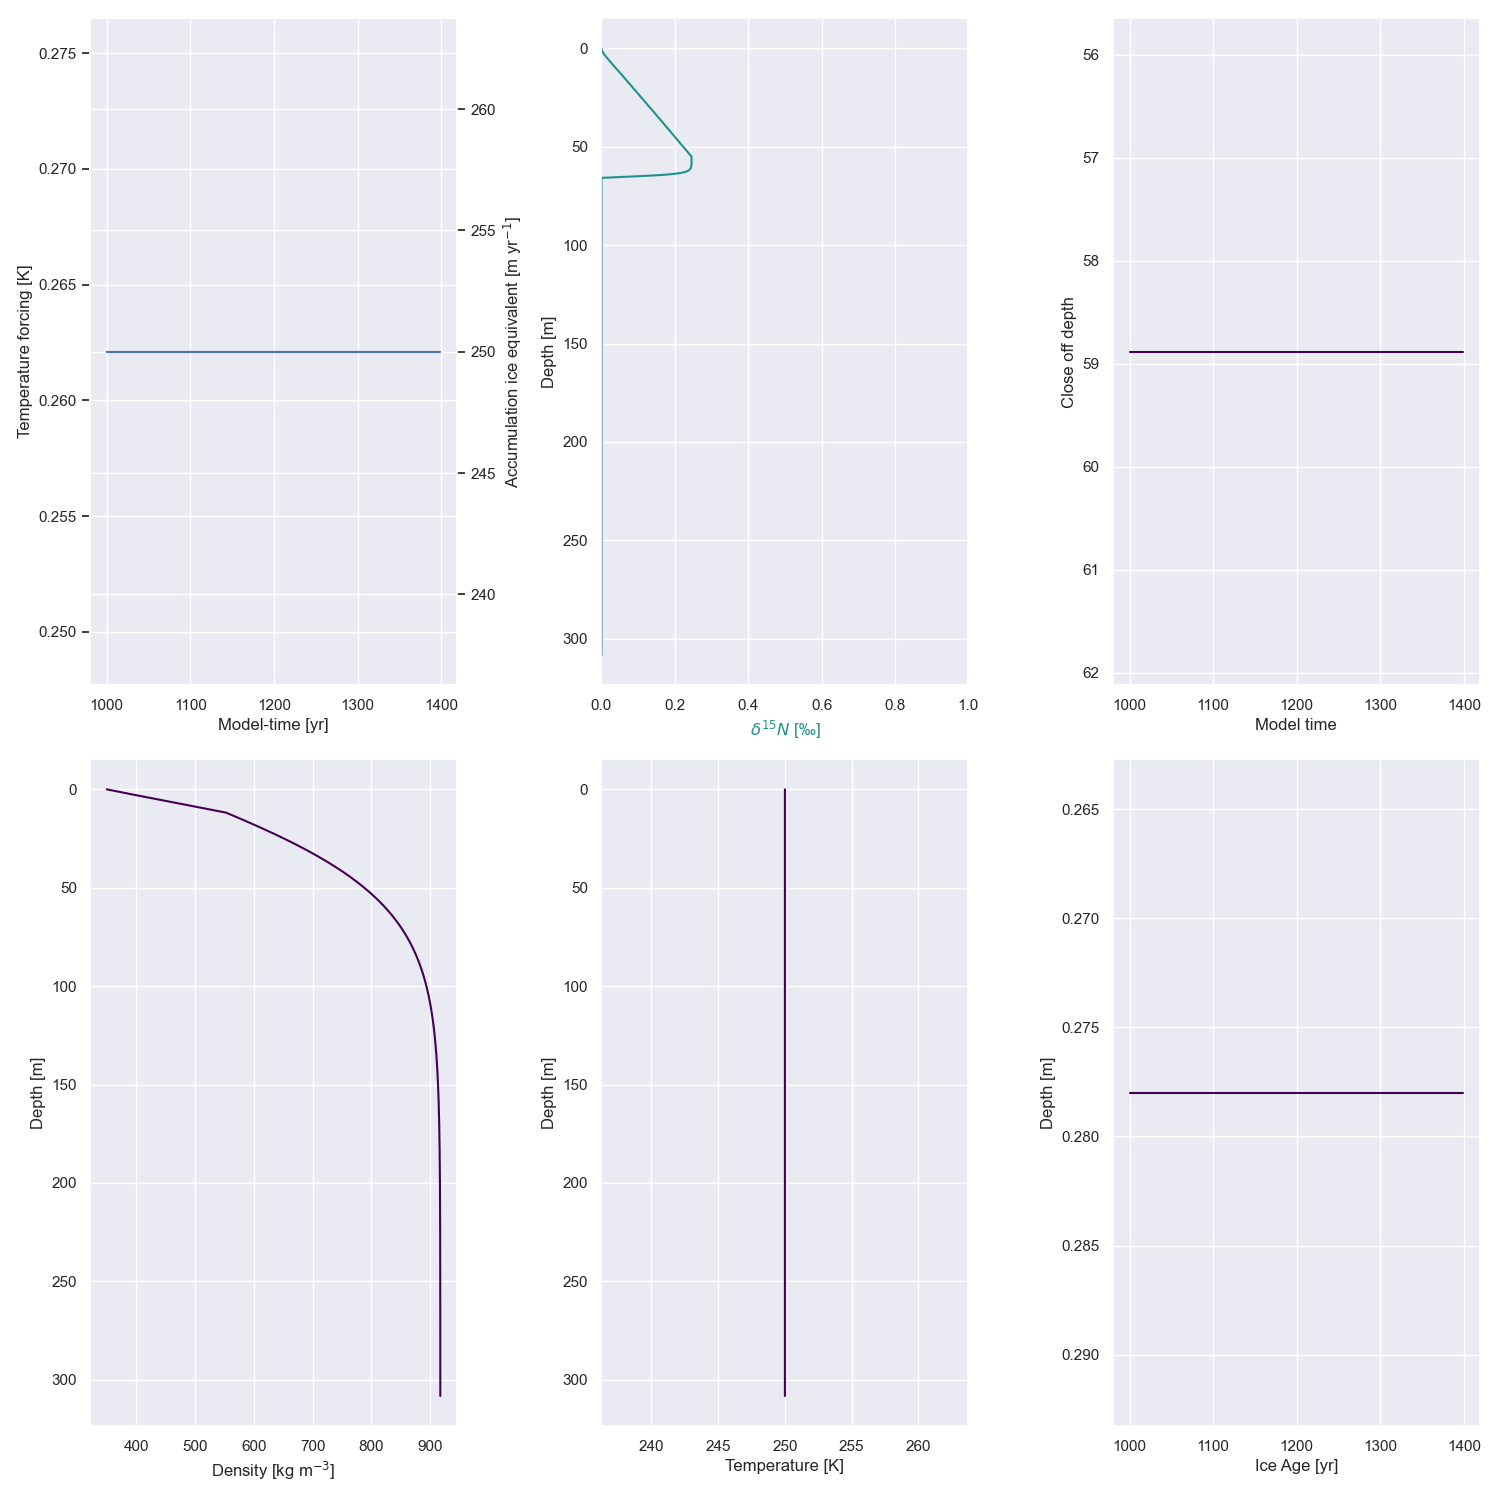 0.275
0.270
0.265
0.260
0.255
0.250
Temperature forcing [K]
260
255
250
245
240
Accumulation ice equivalent [m yr⁻¹]
1000 1100 1200 1300 1400
Model-time [yr]
0
50
100
150
200
250
300
Depth [m]
0.0 0.2 0.4 0.6 0.8 1.0
δ¹⁵N [‰]
56
57
58
59
60
61
62
Close off depth
1000 1100 1200 1300 1400
Model time
0
50
100
150
200
250
300
Depth [m]
400 500 600 700 800 900
Density [kg m⁻³]
0
50
100
150
200
250
300
Depth [m]
240 245 250 255 260
Temperature [K]
0.265
0.270
0.275
0.280
0.285
0.290
Depth [m]
1000 1100 1200 1300 1400
Ice Age [yr]